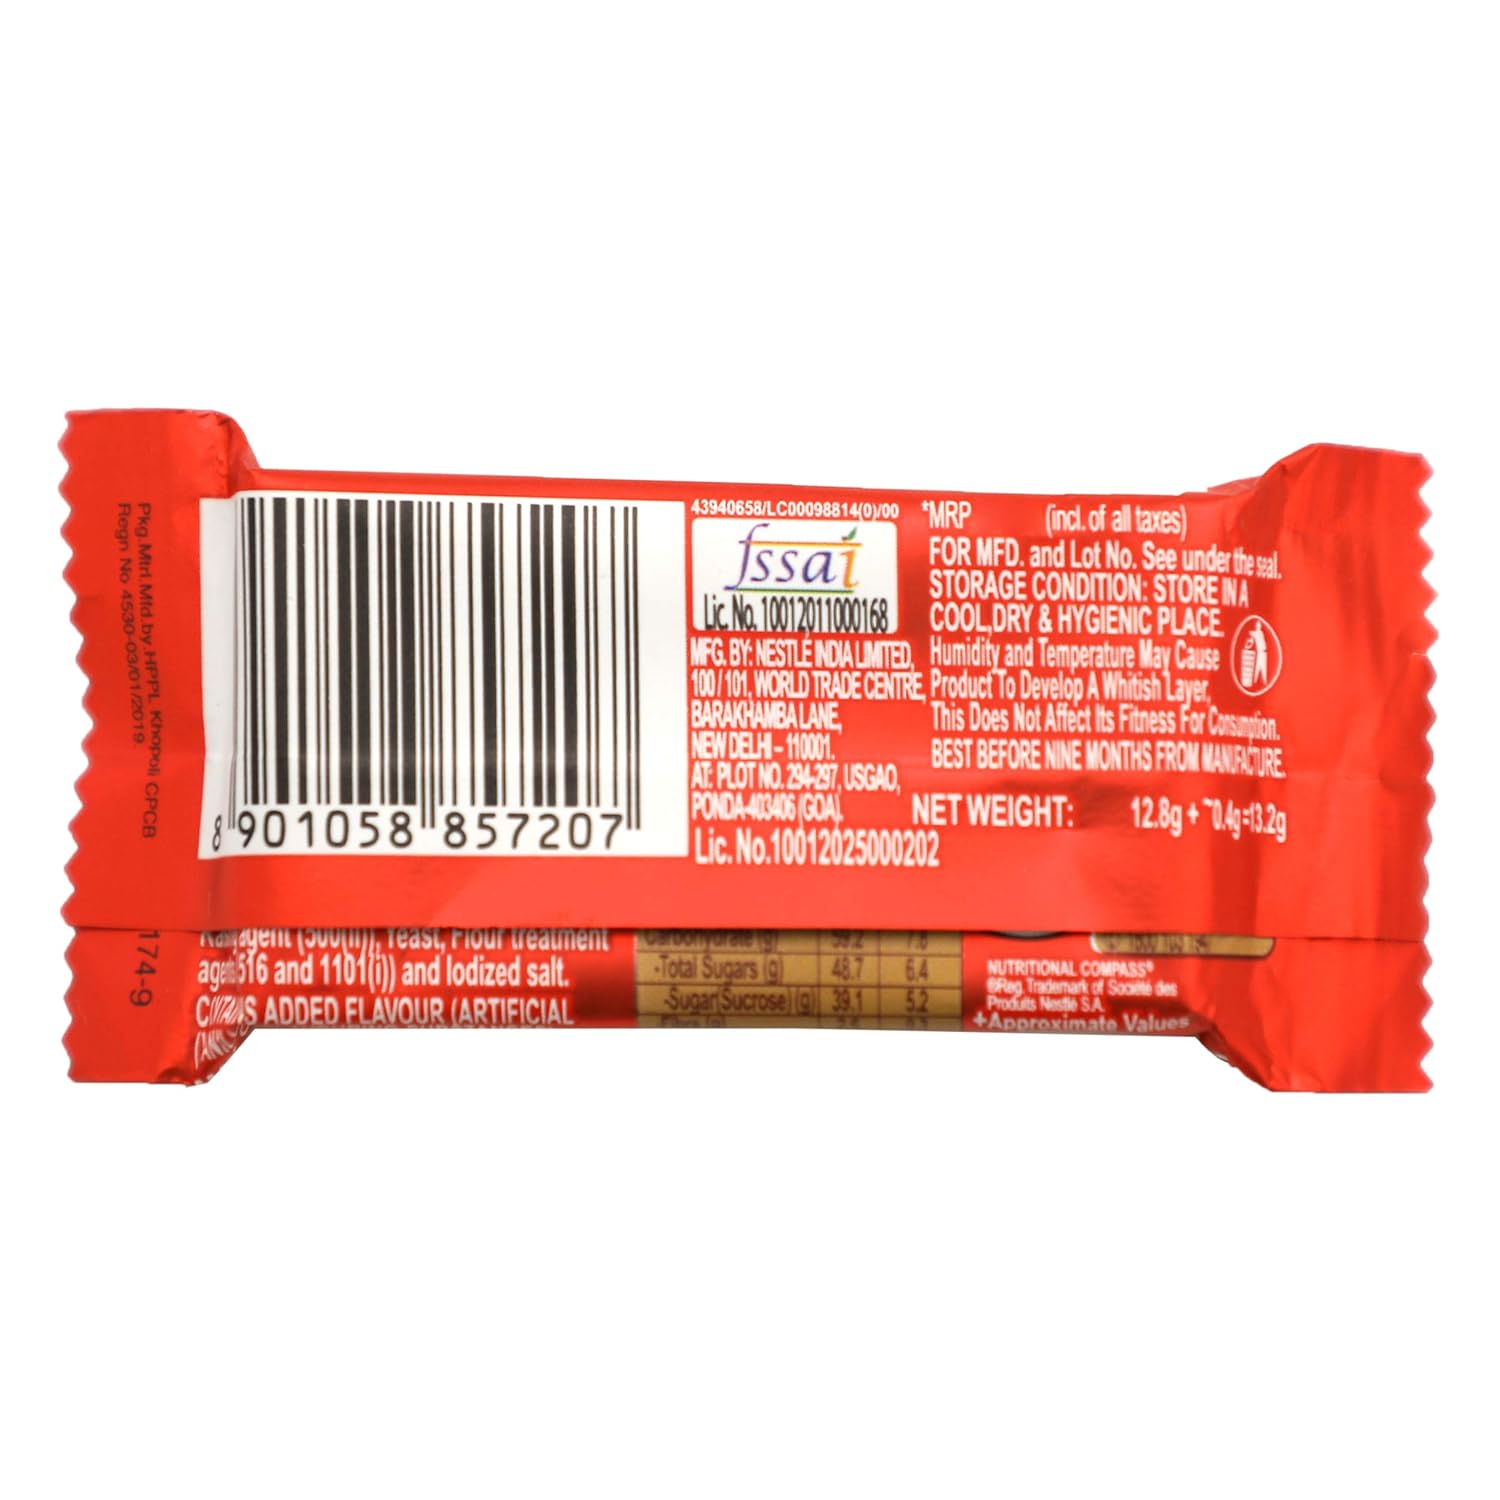 Pkg.Mtrl.Mfd.by.HPPL Khopoli CPCB
Regn No 4530-03/01/2019.
174-9
8 901058 857207
43940658/LC00098814(0)/00
fssai
Lic. No. 10012011000168
MFG. BY: NESTLÉ INDIA LIMITED,
100 / 101, WORLD TRADE CENTRE,
BARAKHAMBA LANE,
NEW DELHI – 110001.
AT: PLOT NO. 294-297, USGAO,
PONDA-403406 (GOA).
Lic. No.10012025000202
*MRP (incl. of all taxes)
FOR MFD. and Lot No. See under the seal.
STORAGE CONDITION: STORE IN A
COOL,DRY & HYGIENIC PLACE.
Humidity and Temperature May Cause
Product To Develop A Whitish Layer,
This Does Not Affect Its Fitness For Consumption.
BEST BEFORE NINE MONTHS FROM MANUFACTURE.
NET WEIGHT: 12.8g + ~0.4g=13.2g
agent (500(ii)), Yeast, Flour treatment
516 and 1101(i)) and Iodized salt.
ADDED FLAVOUR (ARTIFICIAL
Carbohydrate (g) 59.2 7.8
-Total Sugars (g) 48.7 6.4
-Sugar(Sucrose) (g) 39.1 5.2
NUTRITIONAL COMPASS®
®Reg. Trademark of Société des
Produits Nestlé S.A.
+Approximate Values